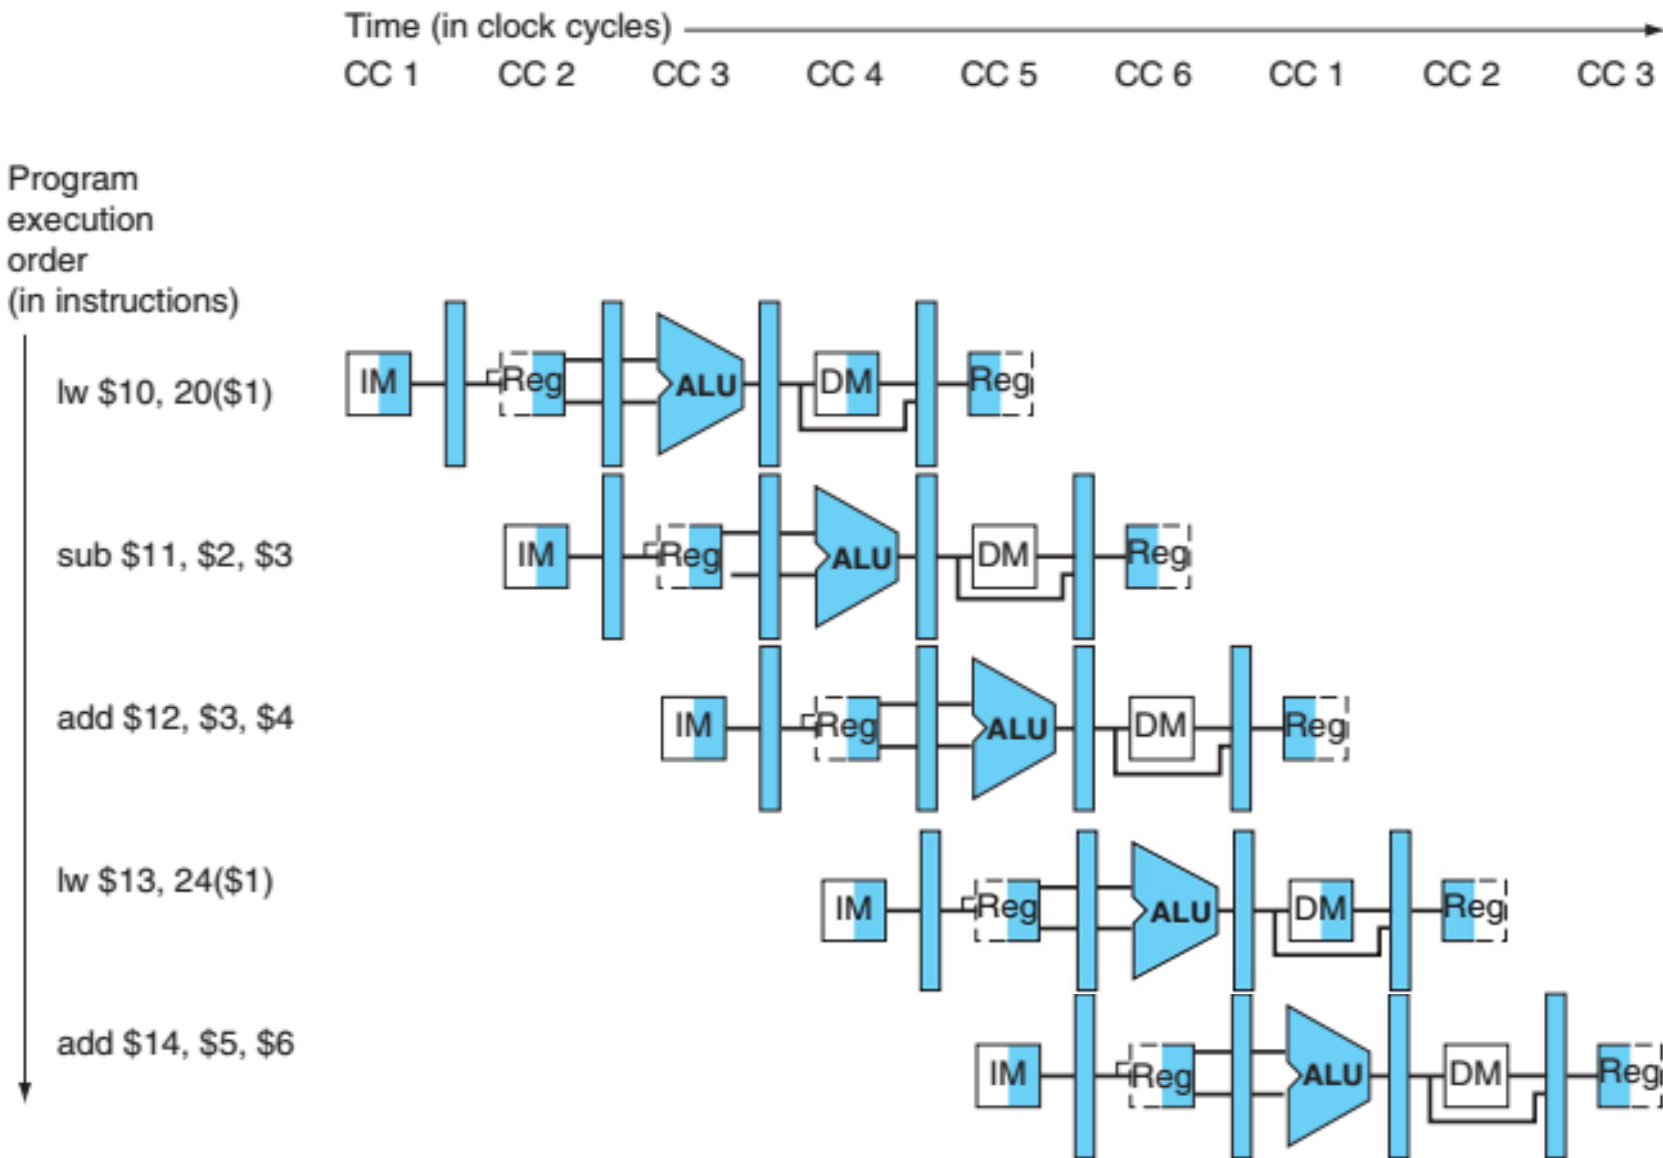 Time (in clock cycles)
CC 1 CC 2 CC 3 CC 4 CC 5 CC 6 CC 1 CC 2 CC 3
Program
execution
order
(in instructions)
lw $10, 20($1)
IM Reg ALU DM Reg
sub $11, $2, $3
IM Reg ALU DM Reg
add $12, $3, $4
IM Reg ALU DM Reg
lw $13, 24($1)
IM Reg ALU DM Reg
add $14, $5, $6
IM Reg ALU DM Reg